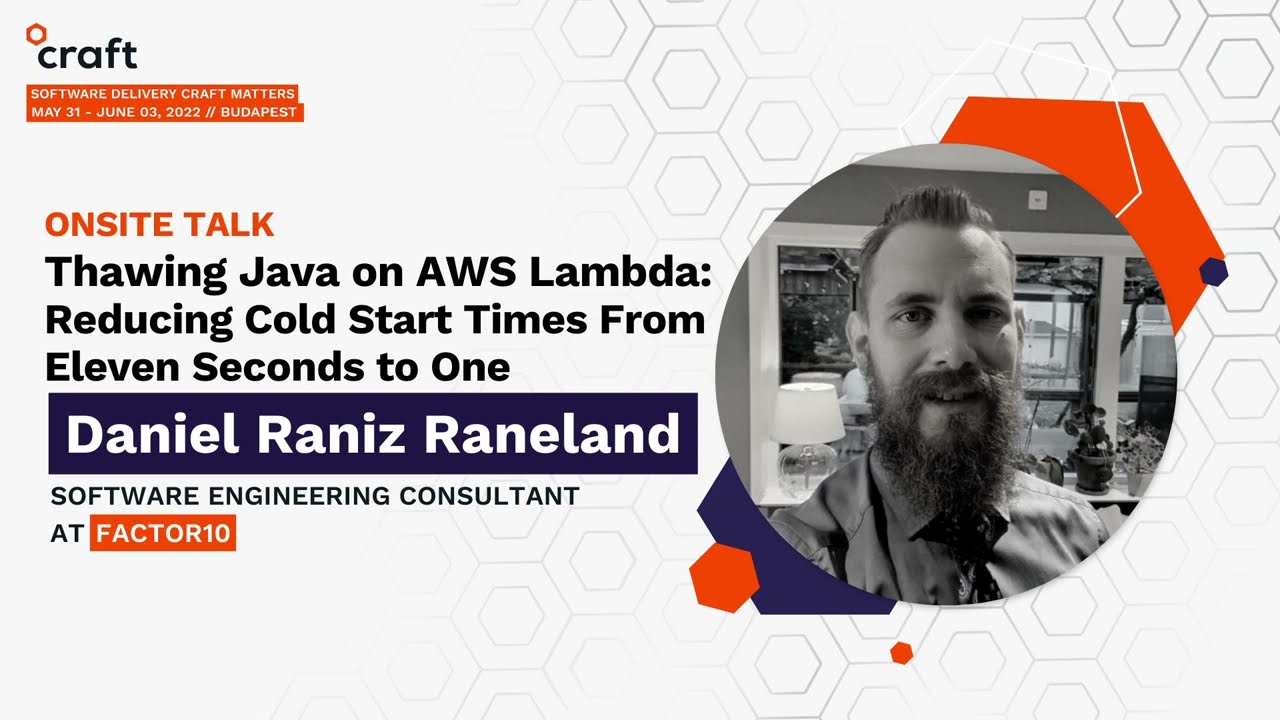 craft
SOFTWARE DELIVERY CRAFT MATTERS
MAY 31 - JUNE 03, 2022 // BUDAPEST
ONSITE TALK
Thawing Java on AWS Lambda:
Reducing Cold Start Times From
Eleven Seconds to One
Daniel Raniz Raneland
SOFTWARE ENGINEERING CONSULTANT
AT FACTOR10